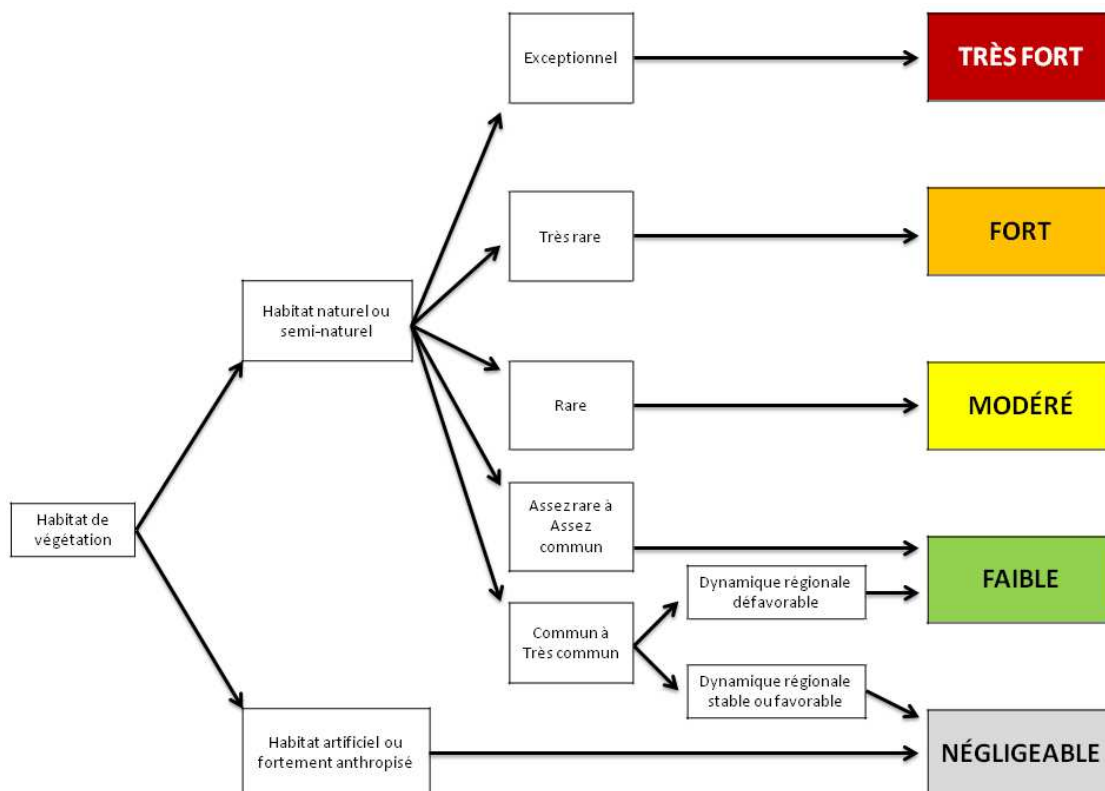 Exceptionnel
TRÈS FORT
Très rare
FORT
Habitat naturel ou
semi-naturel
Rare
MODÉRÉ
Assez rare à
Assez
commun
Habitat de
végétation
Dynamique régionale
défavorable
FAIBLE
Commun à
Très commun
Dynamique régionale
stable ou favorable
Habitat artificiel ou
fortement anthropisé
NÉGLIGEABLE